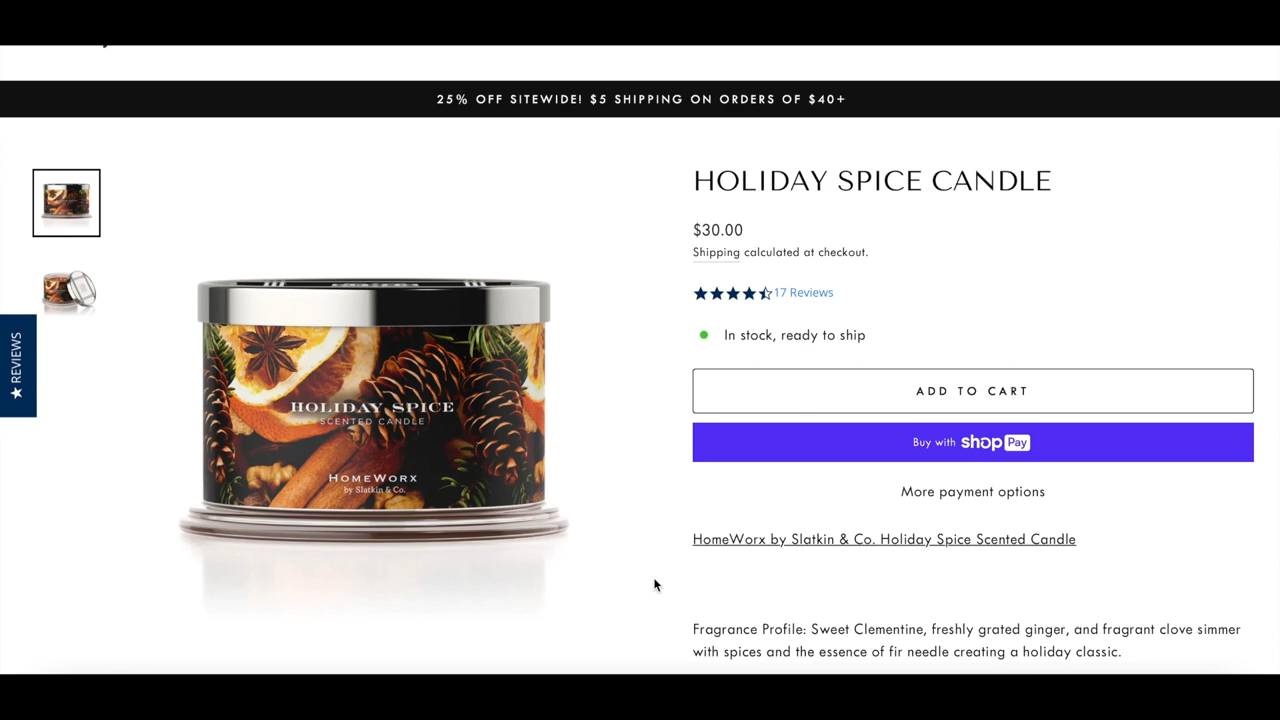 25% OFF SITEWIDE! $5 SHIPPING ON ORDERS OF $40+
HOLIDAY SPICE CANDLE
$30.00
Shipping calculated at checkout.
17 Reviews
In stock, ready to ship
ADD TO CART
Buy with shop Pay
More payment options
HomeWorx by Slatkin & Co. Holiday Spice Scented Candle
Fragrance Profile: Sweet Clementine, freshly grated ginger, and fragrant clove simmer
with spices and the essence of fir needle creating a holiday classic.
★ REVIEWS
HOLIDAY SPICE
SCENTED CANDLE
HOMEWORX
by Slatkin & Co.